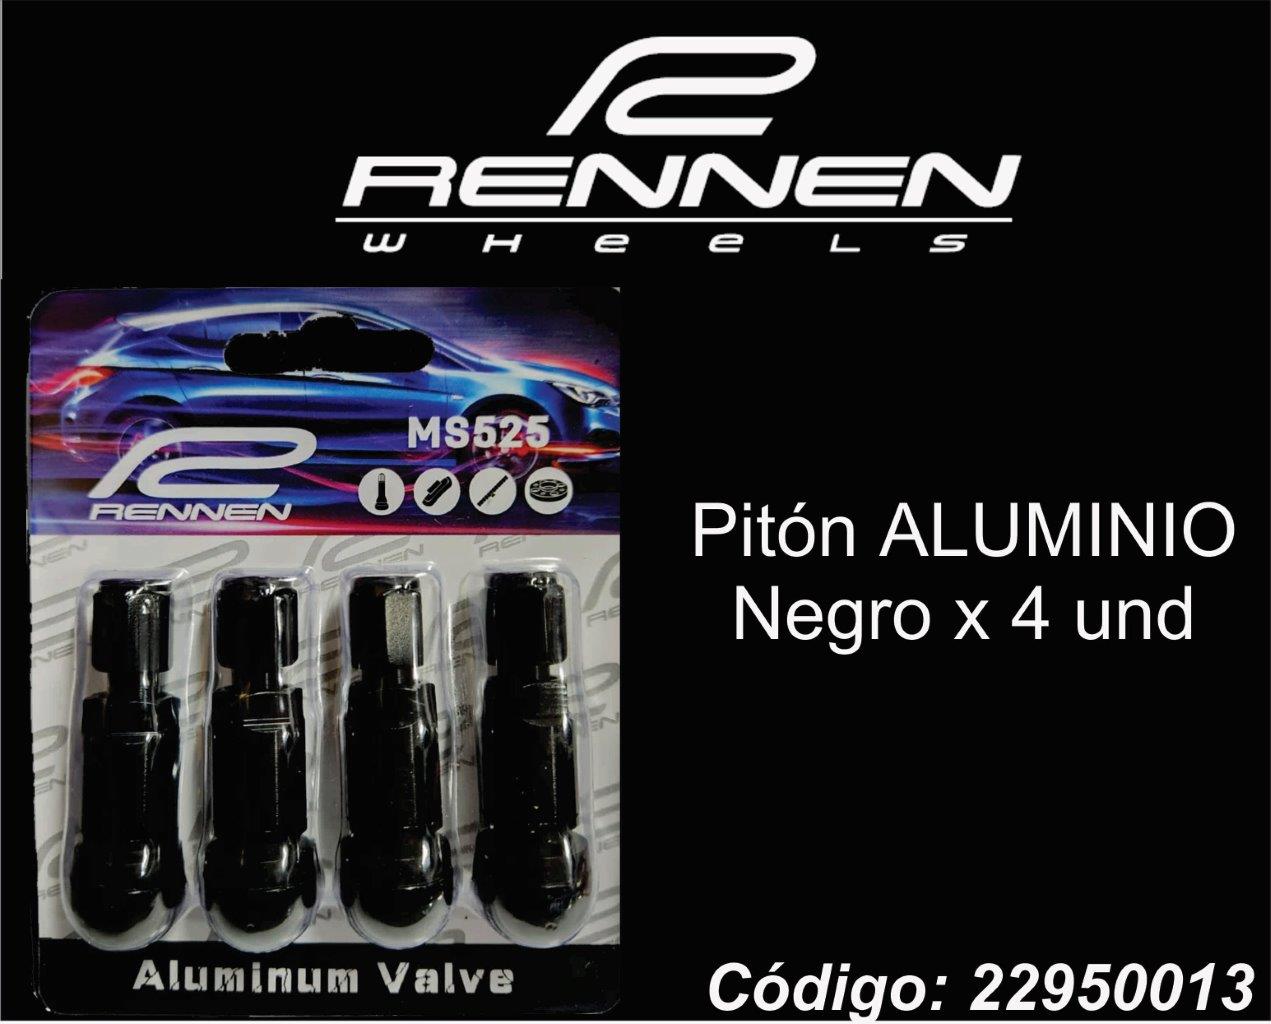 RENNEN
wHeeLs
MS525
RENNEN
Pitón ALUMINIO
Negro x 4 und
Aluminum Valve
Código: 22950013